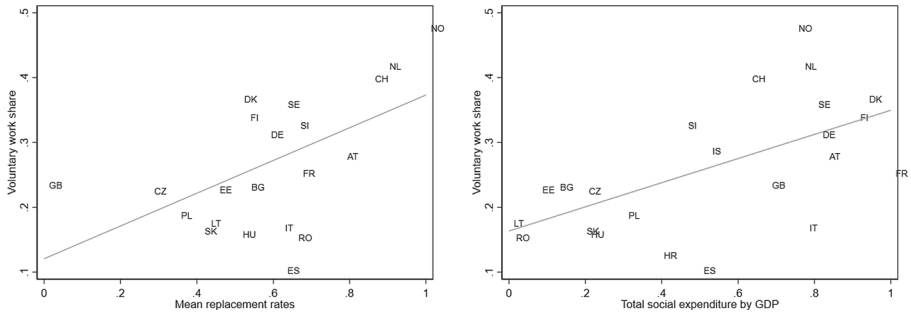 .5
NO
NL
CH
.4
DK
SE
FI
SI
DE
.3
AT
FR
GB
CZ
EE
BG
.2
PL
LT
SK
HU
IT
RO
.1
ES
Voluntary work share
0 .2 .4 .6 .8 1
Mean replacement rates
.5
NO
NL
CH
.4
DK
SE
FI
SI
DE
.3
IS
AT
FR
EE
BG
CZ
GB
.2
PL
LT
RO
SK
HU
IT
HR
.1
ES
Voluntary work share
0 .2 .4 .6 .8 1
Total social expenditure by GDP